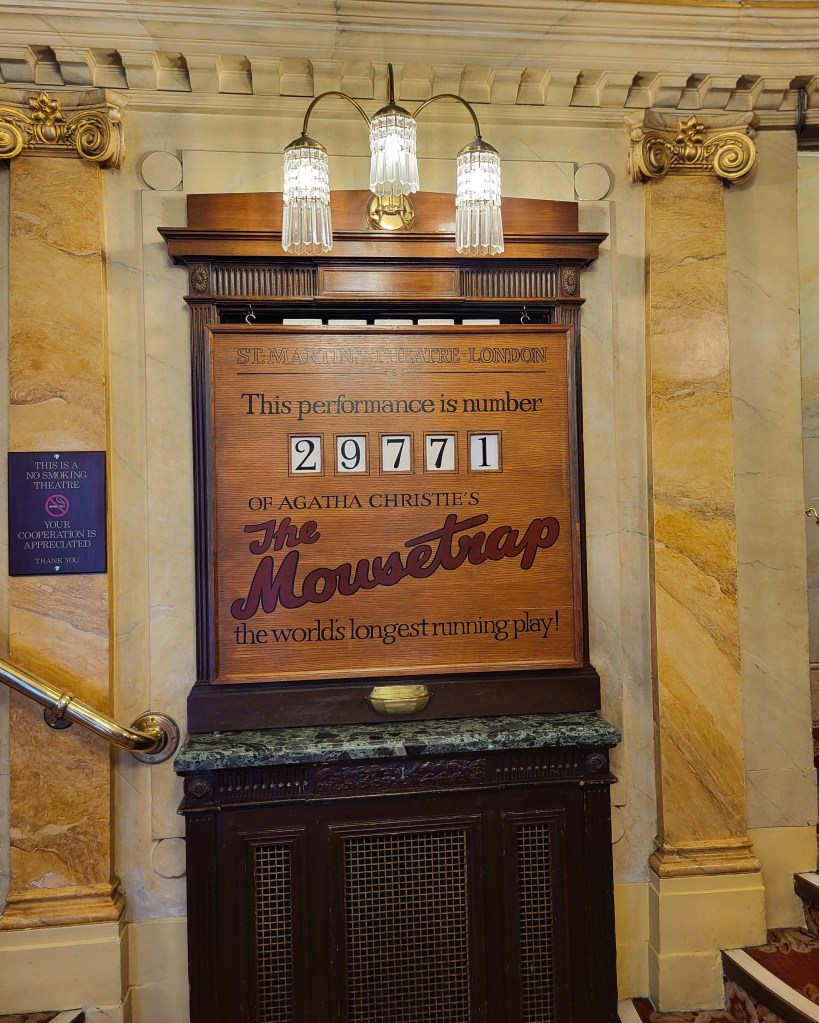 ST. MARTIN'S THEATRE · LONDON
This performance is number
29771
OF AGATHA CHRISTIE'S
The
Mousetrap
the world's longest running play!
THIS IS A
NO SMOKING
THEATRE
YOUR
COOPERATION IS
APPRECIATED
THANK YOU